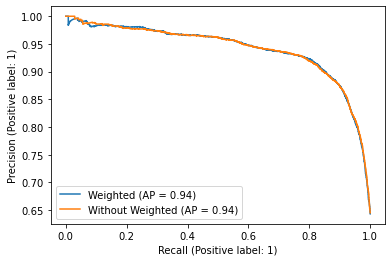 1.00
0.95
0.90
0.85
0.80
0.75
0.70
0.65
Precision (Positive label: 1)
Weighted (AP = 0.94)
Without Weighted (AP = 0.94)
0.0 0.2 0.4 0.6 0.8 1.0
Recall (Positive label: 1)